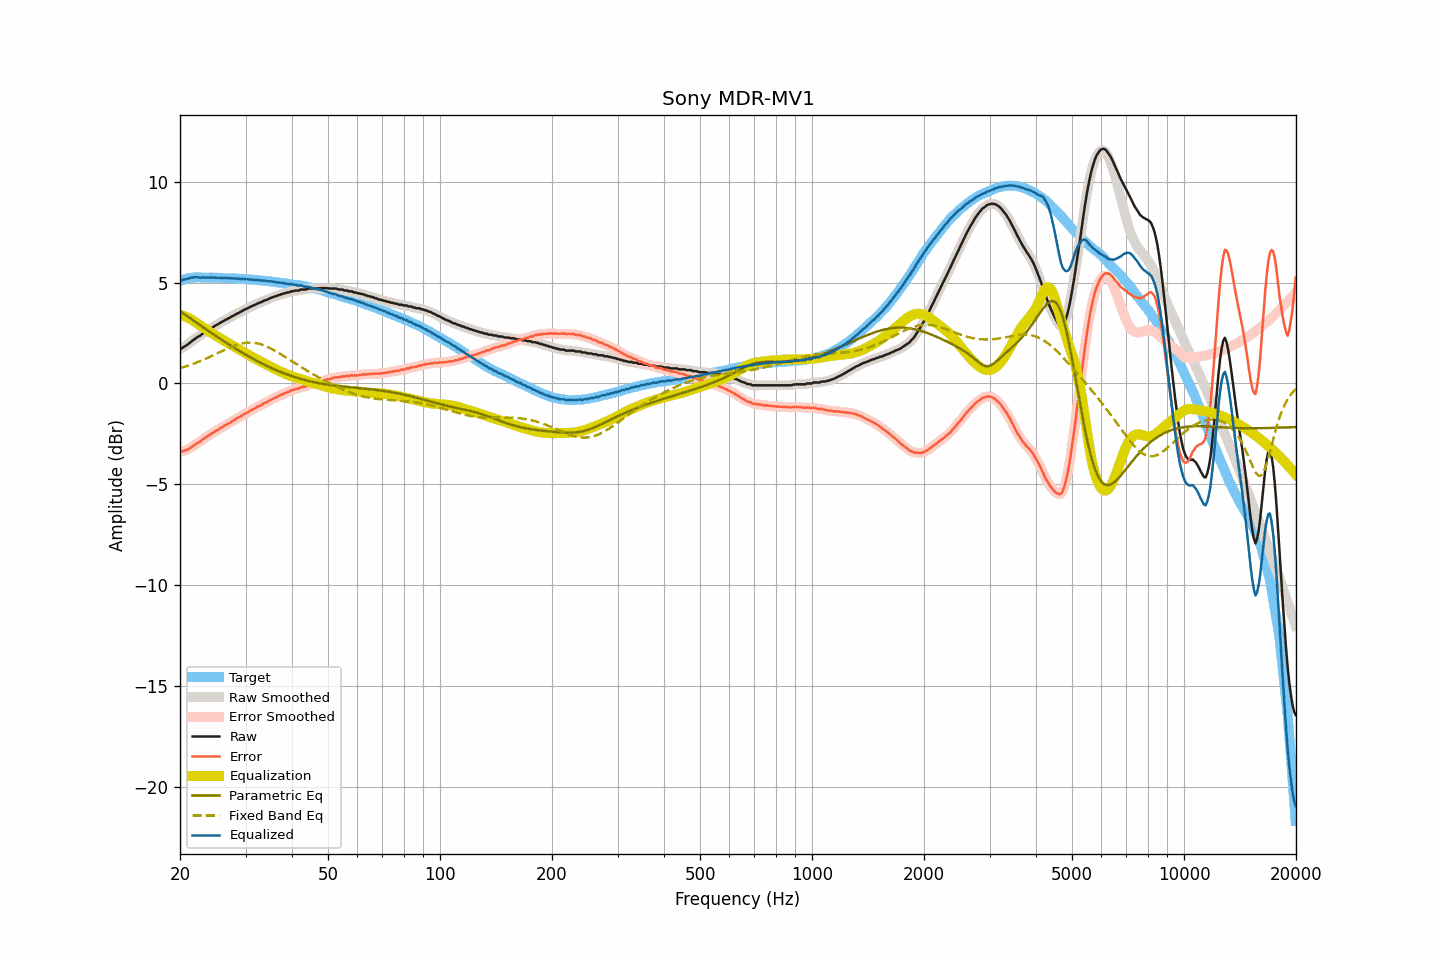 Sony MDR-MV1
10
5
0
−5
−10
−15
−20
Amplitude (dBr)
Target
Raw Smoothed
Error Smoothed
Raw
Error
Equalization
Parametric Eq
Fixed Band Eq
Equalized
20 50 100 200 500 1000 2000 5000 10000 20000
Frequency (Hz)